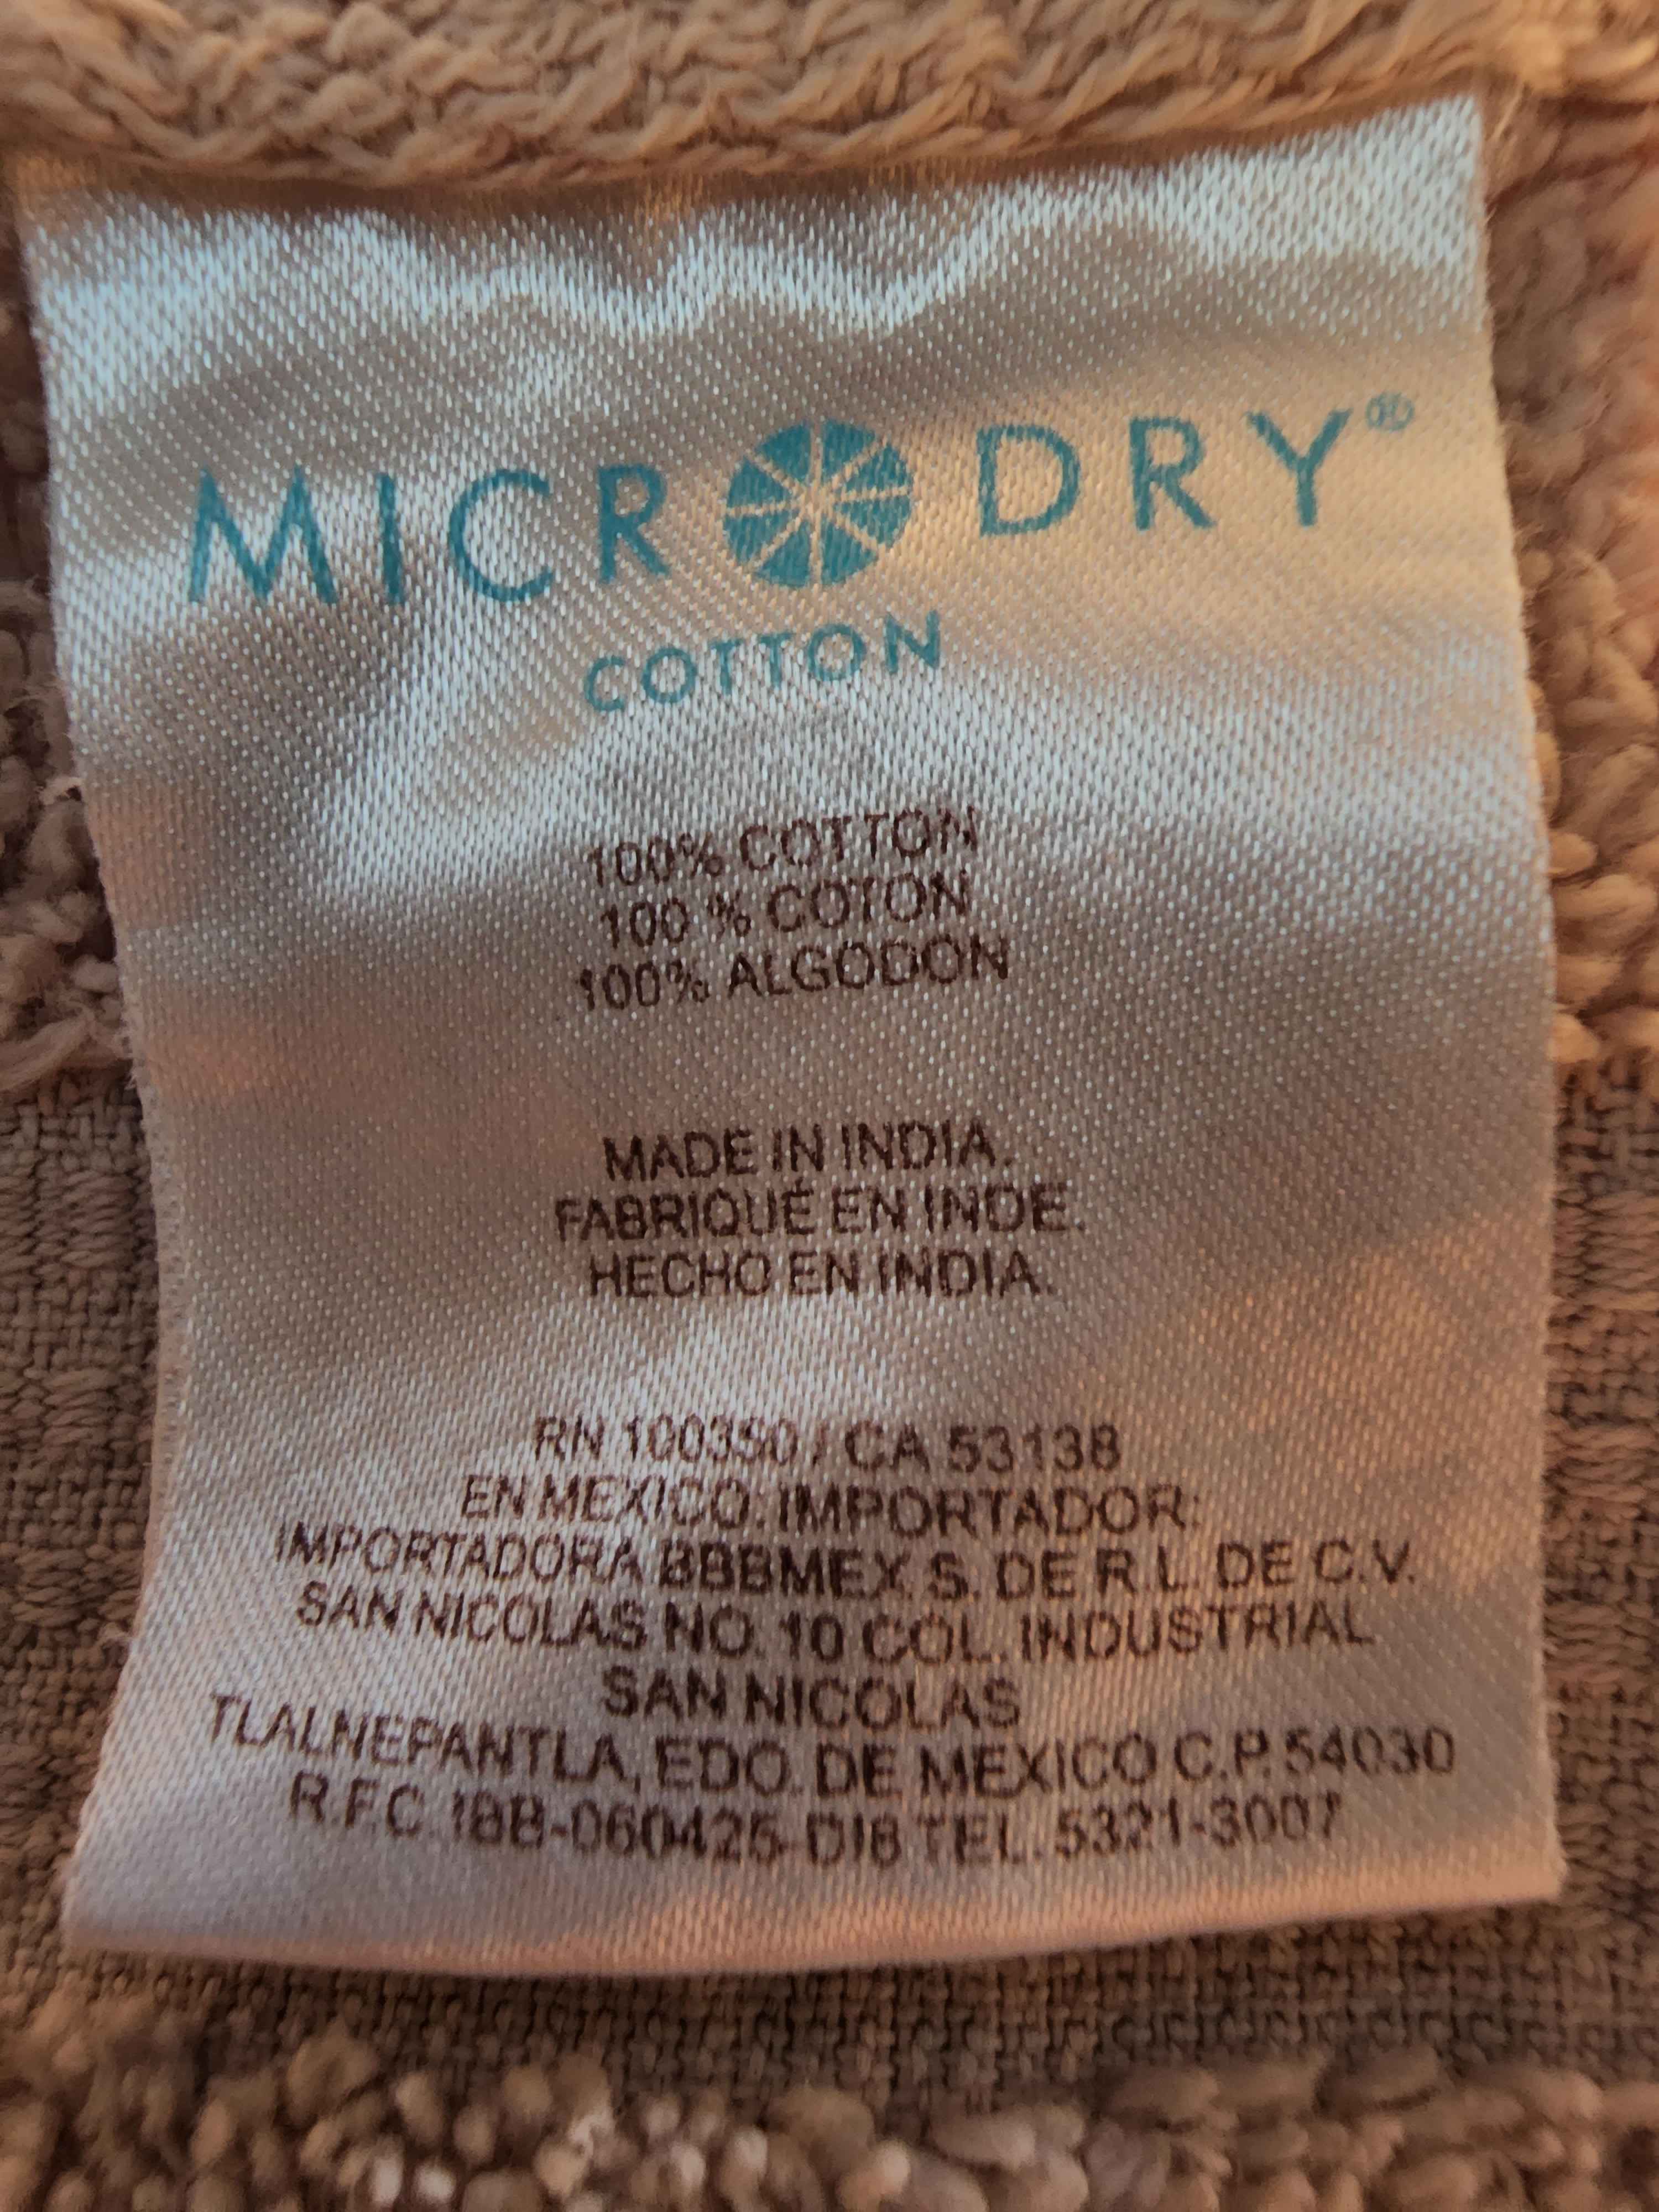 MICRODRY®
COTTON
100% COTTON
100 % COTON
100% ALGODON
MADE IN INDIA.
FABRIQUÉ EN INDE.
HECHO EN INDIA.
RN 100350 / CA 53138
EN MEXICO: IMPORTADOR:
IMPORTADORA BBBMEX S. DE R.L. DE C.V.
SAN NICOLAS NO. 10 COL. INDUSTRIAL
SAN NICOLAS
TLALNEPANTLA, EDO. DE MEXICO C.P. 54030
R.F.C IBB-060425-DI8 TEL. 5321-3007